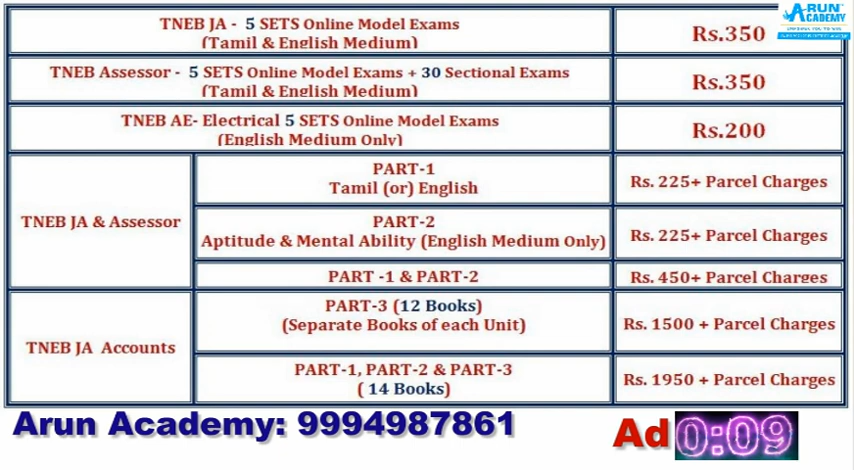 ARUN
ACADEMY
TNEB JA - 5 SETS Online Model Exams
(Tamil & English Medium)
Rs.350
TNEB Assessor - 5 SETS Online Model Exams + 30 Sectional Exams
(Tamil & English Medium)
Rs.350
TNEB AE- Electrical 5 SETS Online Model Exams
(English Medium Only)
Rs.200
TNEB JA & Assessor
PART-1
Tamil (or) English
Rs. 225+ Parcel Charges
PART-2
Aptitude & Mental Ability (English Medium Only)
Rs. 225+ Parcel Charges
PART -1 & PART-2
Rs. 450+ Parcel Charges
TNEB JA Accounts
PART-3 (12 Books)
(Separate Books of each Unit)
Rs. 1500 + Parcel Charges
PART-1, PART-2 & PART-3
( 14 Books)
Rs. 1950 + Parcel Charges
Arun Academy: 9994987861
Ad 0:09